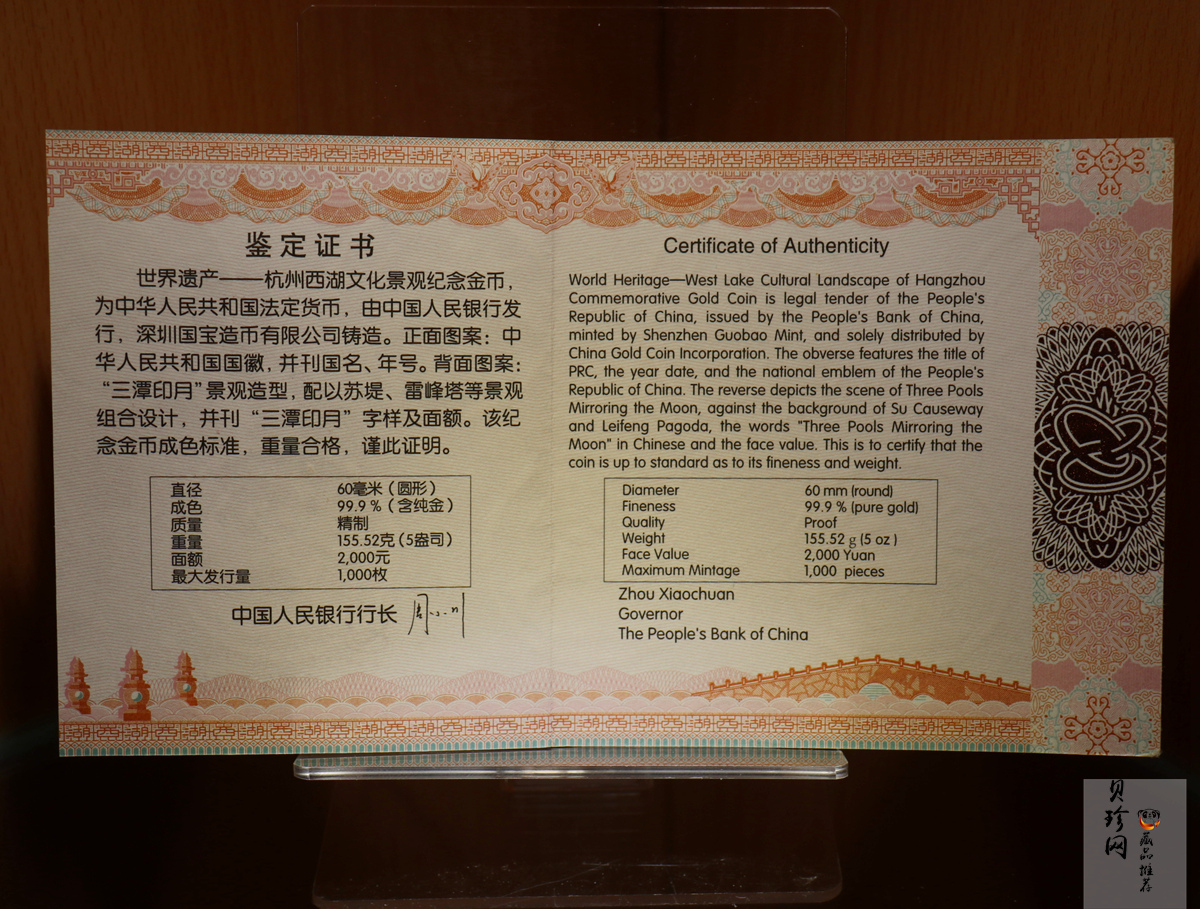 鉴定证书
世界遗产——杭州西湖文化景观纪念金币，
为中华人民共和国法定货币，由中国人民银行发
行，深圳国宝造币有限公司铸造。正面图案：中
华人民共和国国徽，并刊国名、年号。背面图案：
“三潭印月”景观造型，配以苏堤、雷峰塔等景观
组合设计，并刊“三潭印月”字样及面额。该纪
念金币成色标准，重量合格，谨此证明。
直径 60毫米（圆形）
成色 99.9％（含纯金）
质量 精制
重量 155.52克（5盎司）
面额 2,000元
最大发行量 1,000枚
中国人民银行行长
Certificate of Authenticity
World Heritage—West Lake Cultural Landscape of Hangzhou
Commemorative Gold Coin is legal tender of the People's
Republic of China, issued by the People's Bank of China,
minted by Shenzhen Guobao Mint, and solely distributed by
China Gold Coin Incorporation. The obverse features the title of
PRC, the year date, and the national emblem of the People's
Republic of China. The reverse depicts the scene of Three Pools
Mirroring the Moon, against the background of Su Causeway
and Leifeng Pagoda, the words "Three Pools Mirroring the
Moon" in Chinese and the face value. This is to certify that the
coin is up to standard as to its fineness and weight.
Diameter 60 mm (round)
Fineness 99.9 % (pure gold)
Quality Proof
Weight 155.52 g (5 oz )
Face Value 2,000 Yuan
Maximum Mintage 1,000 pieces
Zhou Xiaochuan
Governor
The People's Bank of China
贝珍网
藏品推荐